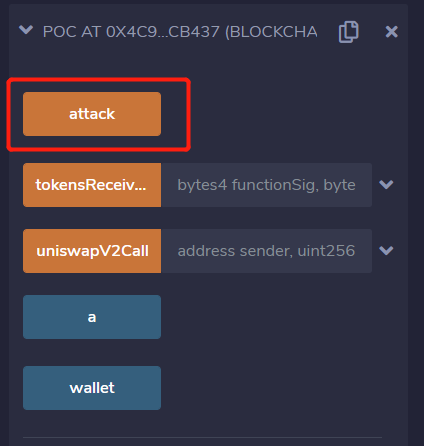 POC AT 0X4C9...CB437 (BLOCKCHA
attack
tokensReceiv... bytes4 functionSig, byte
uniswapV2Call address sender, uint256
a
wallet